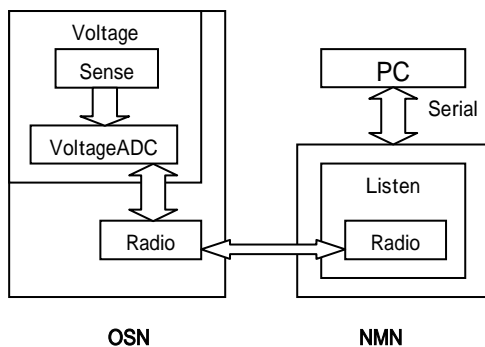 Voltage
Sense
VoltageADC
Radio
PC
Serial
Listen
Radio
OSN
NMN